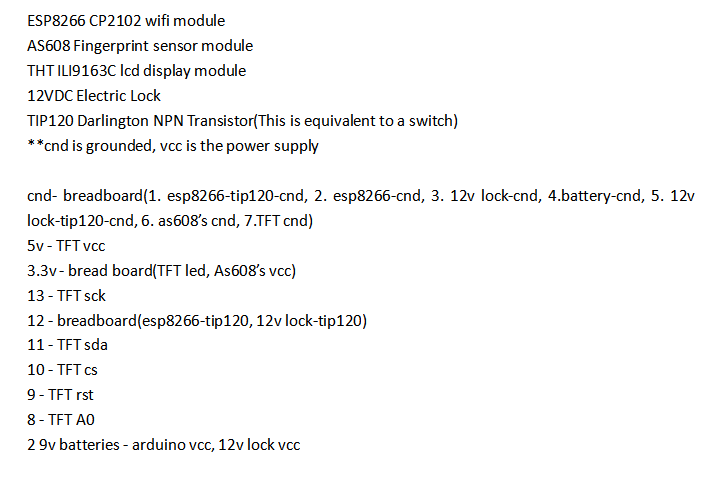 ESP8266 CP2102 wifi module
AS608 Fingerprint sensor module
THT ILI9163C lcd display module
12VDC Electric Lock
TIP120 Darlington NPN Transistor(This is equivalent to a switch)
**cnd is grounded, vcc is the power supply
cnd- breadboard(1. esp8266-tip120-cnd, 2. esp8266-cnd, 3. 12v lock-cnd, 4.battery-cnd, 5. 12v
lock-tip120-cnd, 6. as608’s cnd, 7.TFT cnd)
5v - TFT vcc
3.3v - bread board(TFT led, As608’s vcc)
13 - TFT sck
12 - breadboard(esp8266-tip120, 12v lock-tip120)
11 - TFT sda
10 - TFT cs
9 - TFT rst
8 - TFT A0
2 9v batteries - arduino vcc, 12v lock vcc